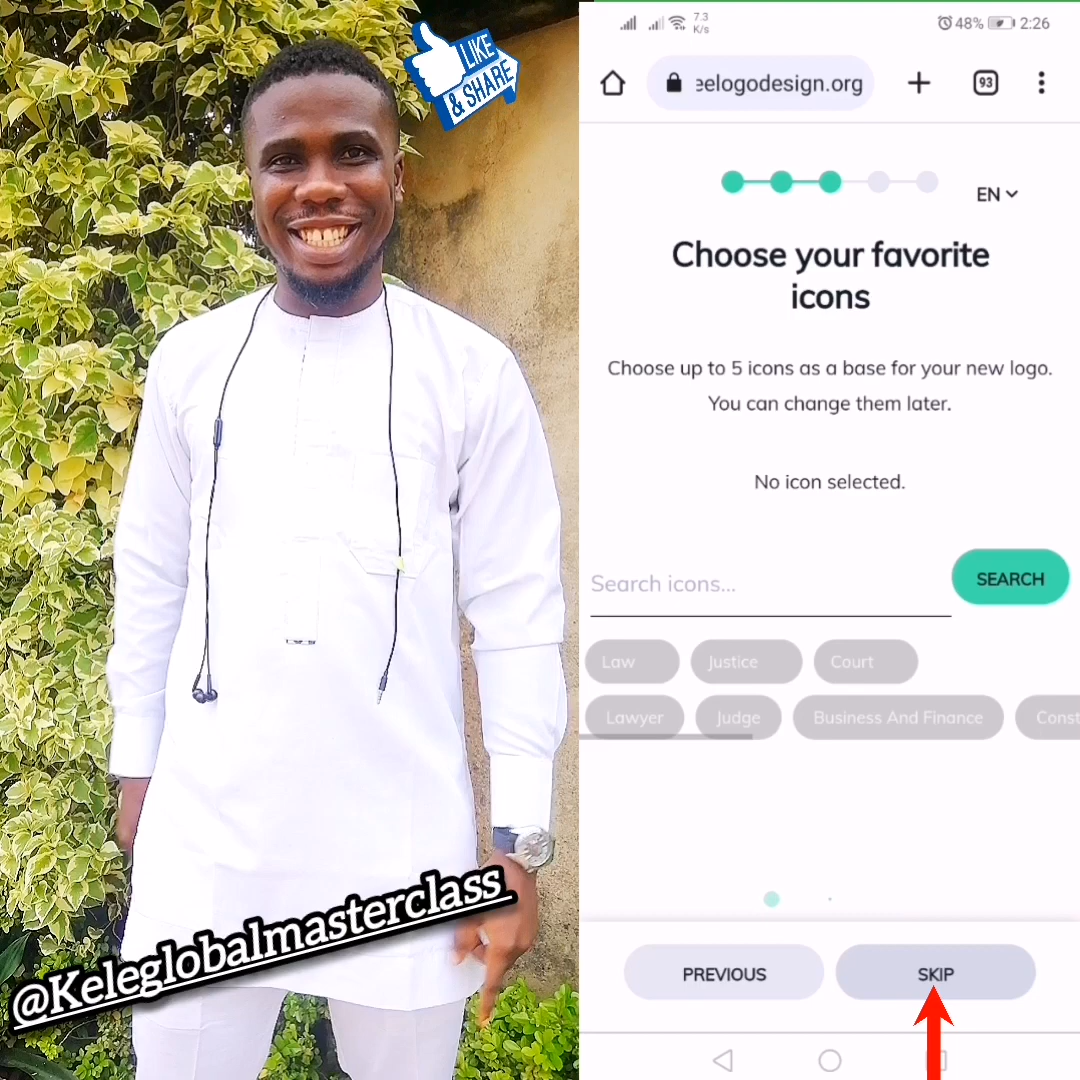 LIKE
& SHARE
@Keleglobalmasterclass
7.3
K/s
48%
2:26
eelogodesign.org
93
EN
Choose your favorite
icons
Choose up to 5 icons as a base for your new logo.
You can change them later.
No icon selected.
Search icons...
SEARCH
Law
Justice
Court
Lawyer
Judge
Business And Finance
Const
PREVIOUS
SKIP